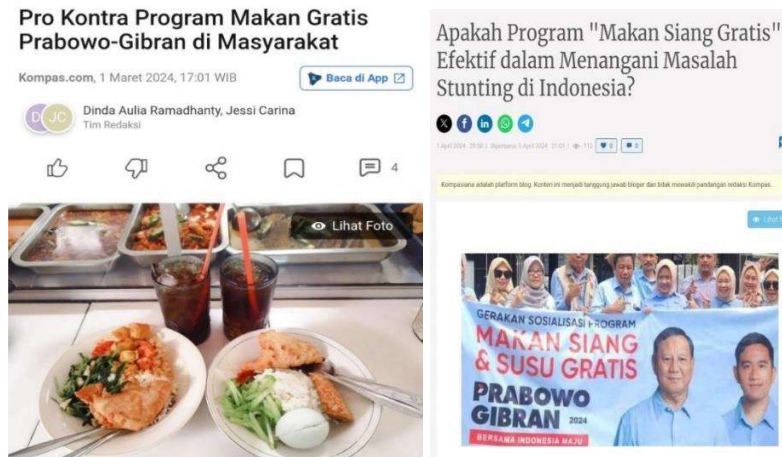 Pro Kontra Program Makan Gratis
Prabowo-Gibran di Masyarakat
Kompas.com, 1 Maret 2024, 17:01 WIB
Baca di App
D JC
Dinda Aulia Ramadhanty, Jessi Carina
Tim Redaksi
4
Lihat Foto
Apakah Program "Makan Siang Gratis"
Efektif dalam Menangani Masalah
Stunting di Indonesia?
Kompasiana adalah platform blog. Konten ini menjadi tanggung jawab bloger dan tidak mewakili pandangan redaksi Kompas.
GERAKAN SOSIALISASI PROGRAM
MAKAN SIANG
& SUSU GRATIS
PRABOWO
GIBRAN 2024
BERSAMA INDONESIA MAJU